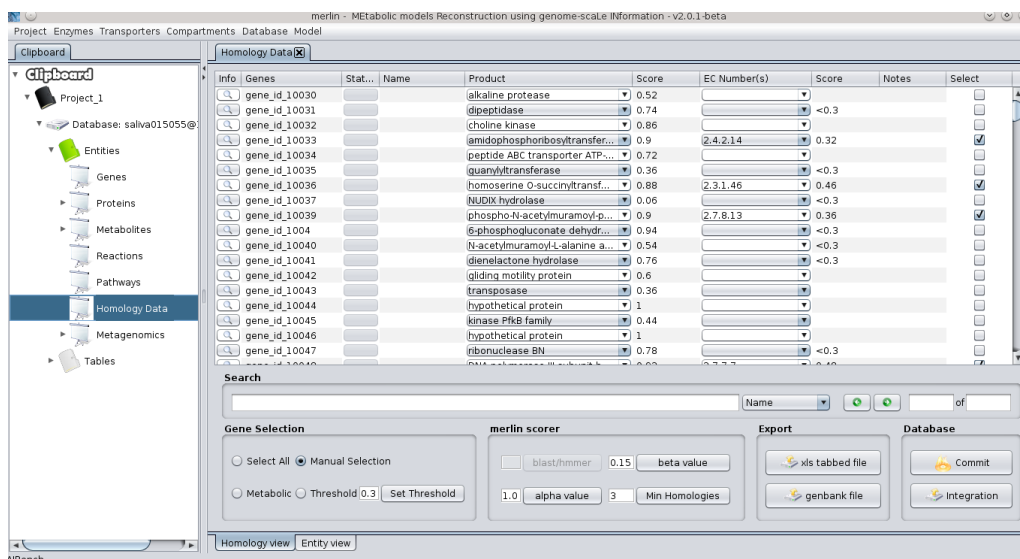 merlin - MEtabolic models Reconstruction using genome-scaLe INformation - v2.0.1-beta
Project Enzymes Transporters Compartments Database Model
Clipboard
Homology Data
Clipboard
Project_1
Database: saliva015055@
Entities
Genes
Proteins
Metabolites
Reactions
Pathways
Homology Data
Metagenomics
Tables
Info Genes Stat... Name Product Score EC Number(s) Score Notes Select
gene_id_10030 alkaline protease 0.52
gene_id_10031 dipeptidase 0.74 <0.3
gene_id_10032 choline kinase 0.86
gene_id_10033 amidophosphoribosyltransfer... 0.9 2.4.2.14 0.32
gene_id_10034 peptide ABC transporter ATP-... 0.72
gene_id_10035 guanylyltransferase 0.36 <0.3
gene_id_10036 homoserine O-succinyltransf... 0.88 2.3.1.46 0.46
gene_id_10037 NUDIX hydrolase 0.06 <0.3
gene_id_10039 phospho-N-acetylmuramoyl-p... 0.9 2.7.8.13 0.36
gene_id_1004 6-phosphogluconate dehydr... 0.94 <0.3
gene_id_10040 N-acetylmuramoyl-L-alanine a... 0.54 <0.3
gene_id_10041 dienelactone hydrolase 0.76 <0.3
gene_id_10042 gliding motility protein 0.6
gene_id_10043 transposase 0.36
gene_id_10044 hypothetical protein 1
gene_id_10045 kinase PfkB family 0.44
gene_id_10046 hypothetical protein 1
gene_id_10047 ribonuclease BN 0.78 <0.3
Search
Name of
Gene Selection
Select All Manual Selection
Metabolic Threshold 0.3 Set Threshold
merlin scorer
blast/hmmer 0.15 beta value
1.0 alpha value 3 Min Homologies
Export
xls tabbed file
genbank file
Database
Commit
Integration
Homology view Entity view